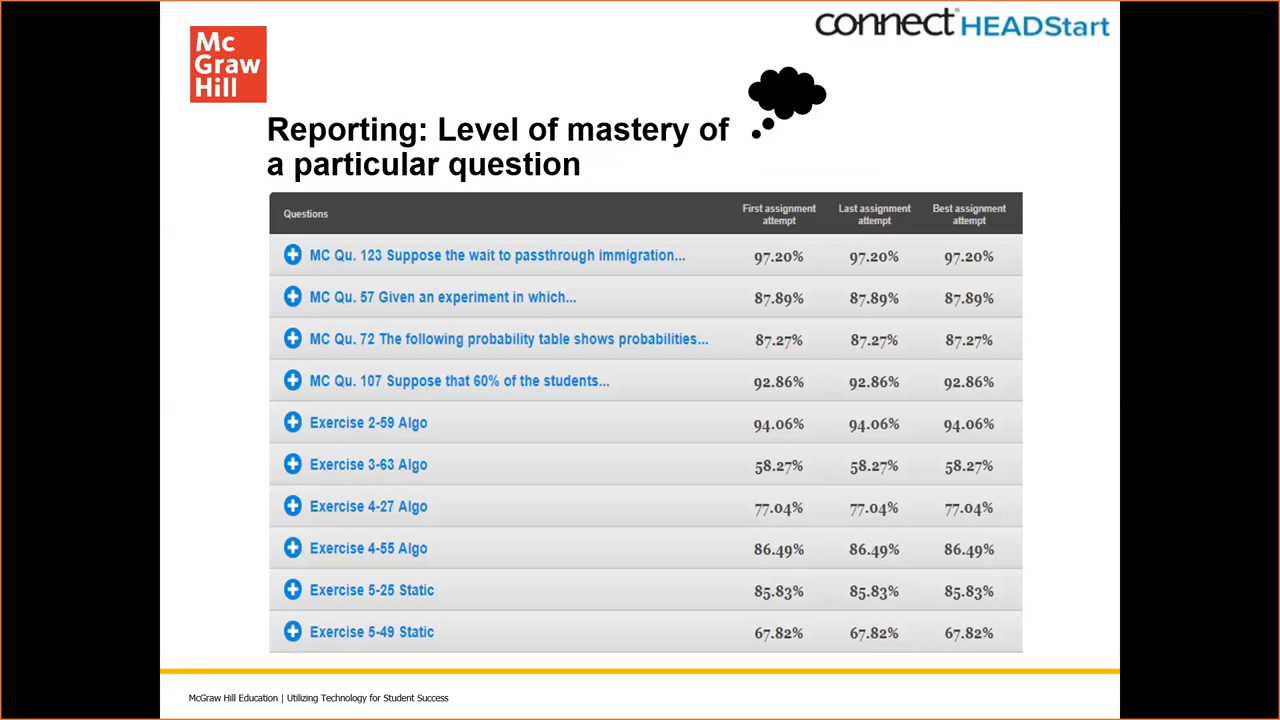 connect HEADStart
Mc
Graw
Hill
Reporting: Level of mastery of
a particular question
Questions First assignment attempt Last assignment attempt Best assignment attempt
MC Qu. 123 Suppose the wait to passthrough immigration... 97.20% 97.20% 97.20%
MC Qu. 57 Given an experiment in which... 87.89% 87.89% 87.89%
MC Qu. 72 The following probability table shows probabilities... 87.27% 87.27% 87.27%
MC Qu. 107 Suppose that 60% of the students... 92.86% 92.86% 92.86%
Exercise 2-59 Algo 94.06% 94.06% 94.06%
Exercise 3-63 Algo 58.27% 58.27% 58.27%
Exercise 4-27 Algo 77.04% 77.04% 77.04%
Exercise 4-55 Algo 86.49% 86.49% 86.49%
Exercise 5-25 Static 85.83% 85.83% 85.83%
Exercise 5-49 Static 67.82% 67.82% 67.82%
McGraw Hill Education | Utilizing Technology for Student Success